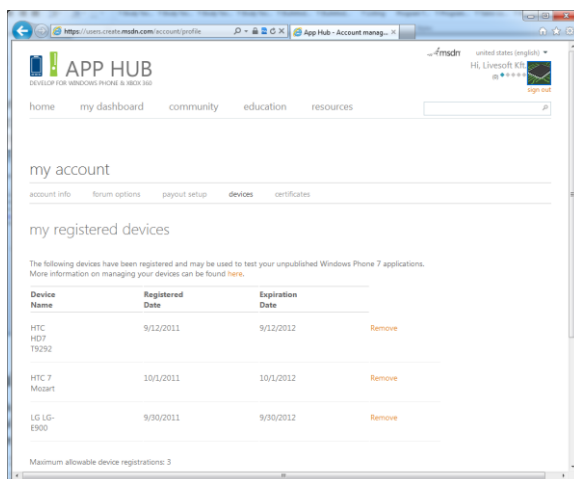 https://users.create.msdn.com/account/profile
App Hub - Account manag...
msdn
united states (english)
Hi, Livesoft Kft
(0)
sign out
APP HUB
DEVELOP FOR WINDOWS PHONE & XBOX 360
home my dashboard community education resources
my account
account info forum options payout setup devices certificates
my registered devices
The following devices have been registered and may be used to test your unpublished Windows Phone 7 applications.
More information on managing your devices can be found here.
Device Registered Expiration
Name Date Date
HTC 9/12/2011 9/12/2012 Remove
HD7
T9292
HTC 7 10/1/2011 10/1/2012 Remove
Mozart
LG LG- 9/30/2011 9/30/2012 Remove
E900
Maximum allowable device registrations: 3